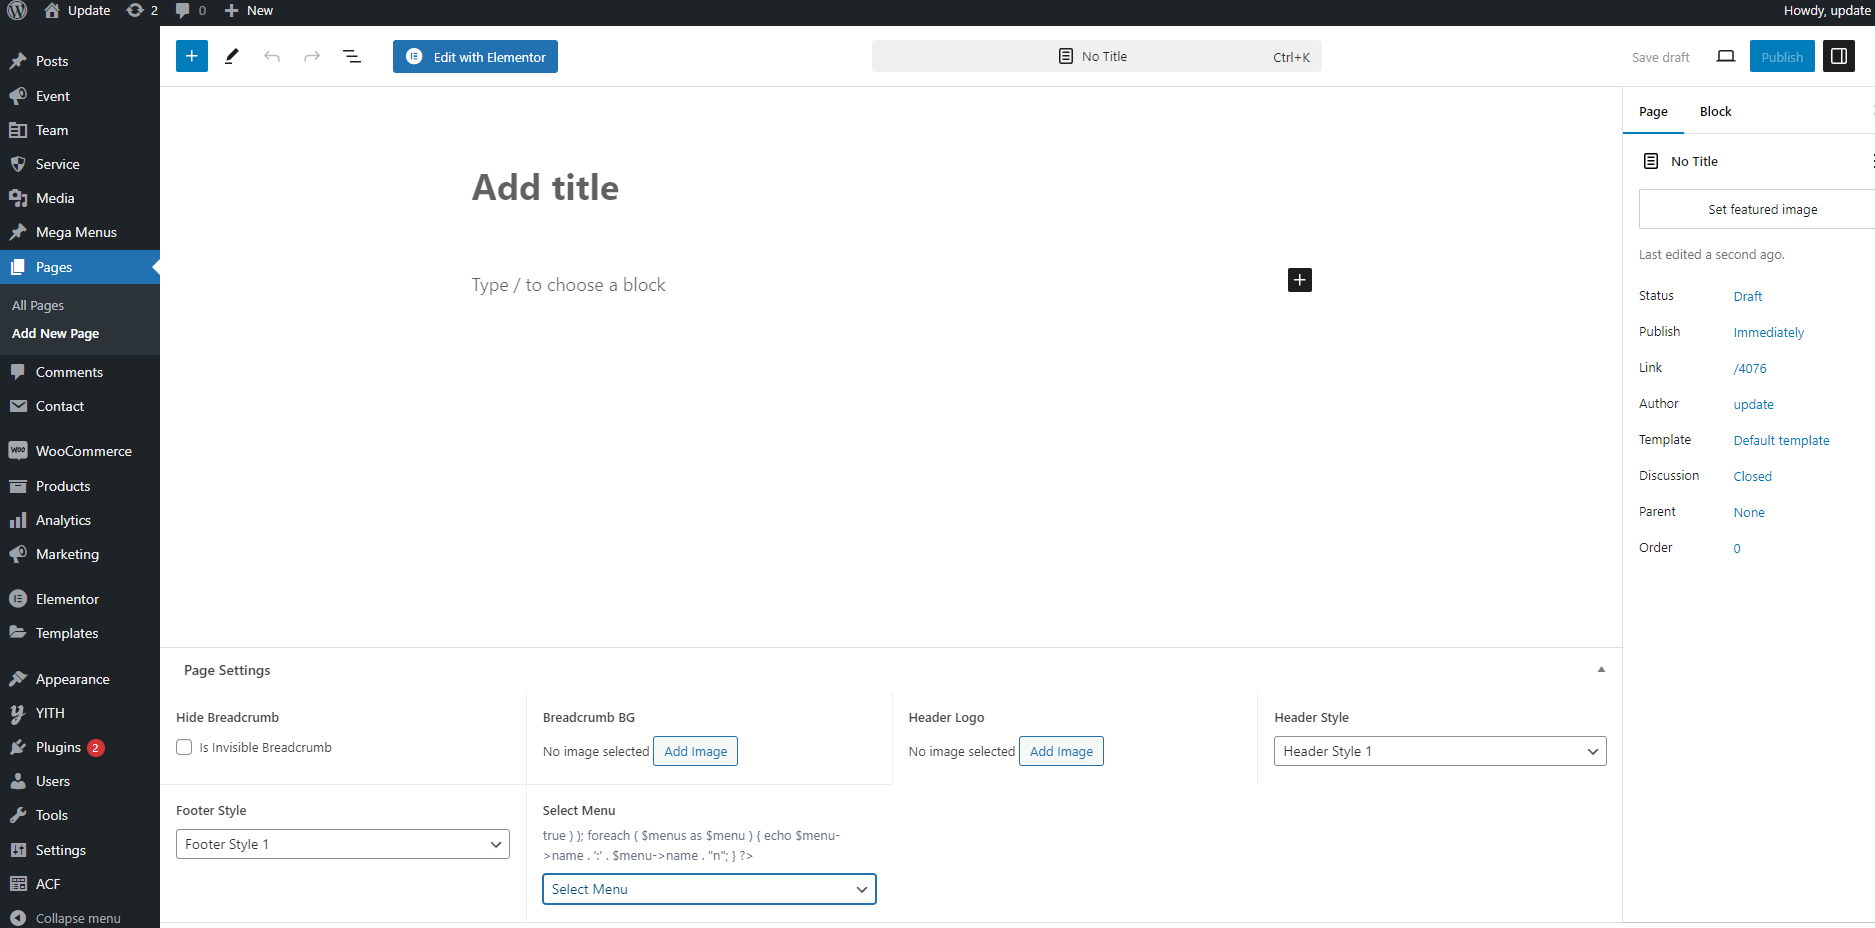 Update 2 0 New Howdy, update
Posts
Event
Team
Service
Media
Mega Menus
Pages
All Pages
Add New Page
Comments
Contact
WooCommerce
Products
Analytics
Marketing
Elementor
Templates
Appearance
YITH
Plugins 2
Users
Tools
Settings
ACF
Collapse menu
Edit with Elementor
No Title Ctrl+K
Save draft Publish
Add title
Type / to choose a block
Page Block
No Title
Set featured image
Last edited a second ago.
Status Draft
Publish Immediately
Link /4076
Author update
Template Default template
Discussion Closed
Parent None
Order 0
Page Settings
Hide Breadcrumb
Is Invisible Breadcrumb
Breadcrumb BG
No image selected Add Image
Header Logo
No image selected Add Image
Header Style
Header Style 1
Footer Style
Footer Style 1
Select Menu
true ) ); foreach ( $menus as $menu ) { echo $menu-
>name . ':' . $menu->name . "n"; } ?>
Select Menu